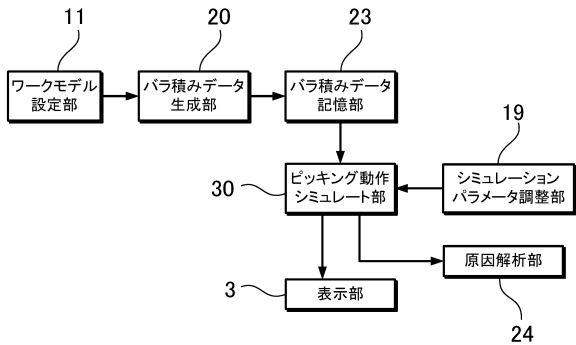 11
20
23
ワークモデル
設定部
バラ積みデータ
生成部
バラ積みデータ
記憶部
19
30
ピッキング動作
シミュレート部
シミュレーション
パラメータ調整部
原因解析部
3
表示部
24